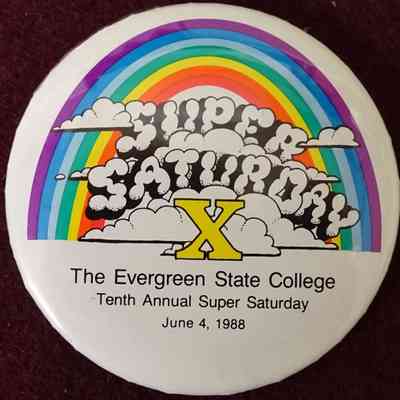 SUPER
SATURDAY
X
The Evergreen State College
Tenth Annual Super Saturday
June 4, 1988